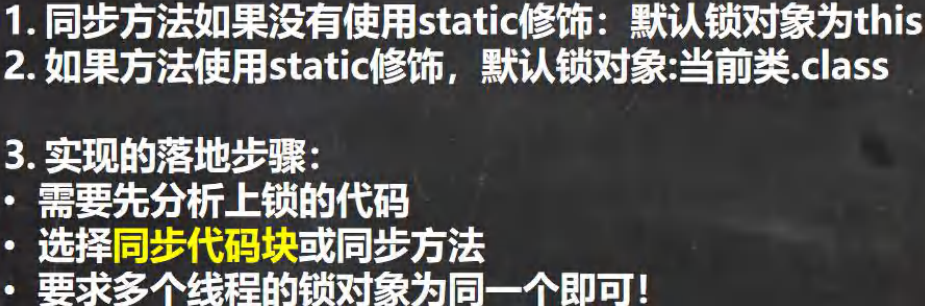 1. 同步方法如果没有使用static修饰：默认锁对象为this
2. 如果方法使用static修饰，默认锁对象:当前类.class
3. 实现的落地步骤：
• 需要先分析上锁的代码
• 选择同步代码块或同步方法
• 要求多个线程的锁对象为同一个即可！